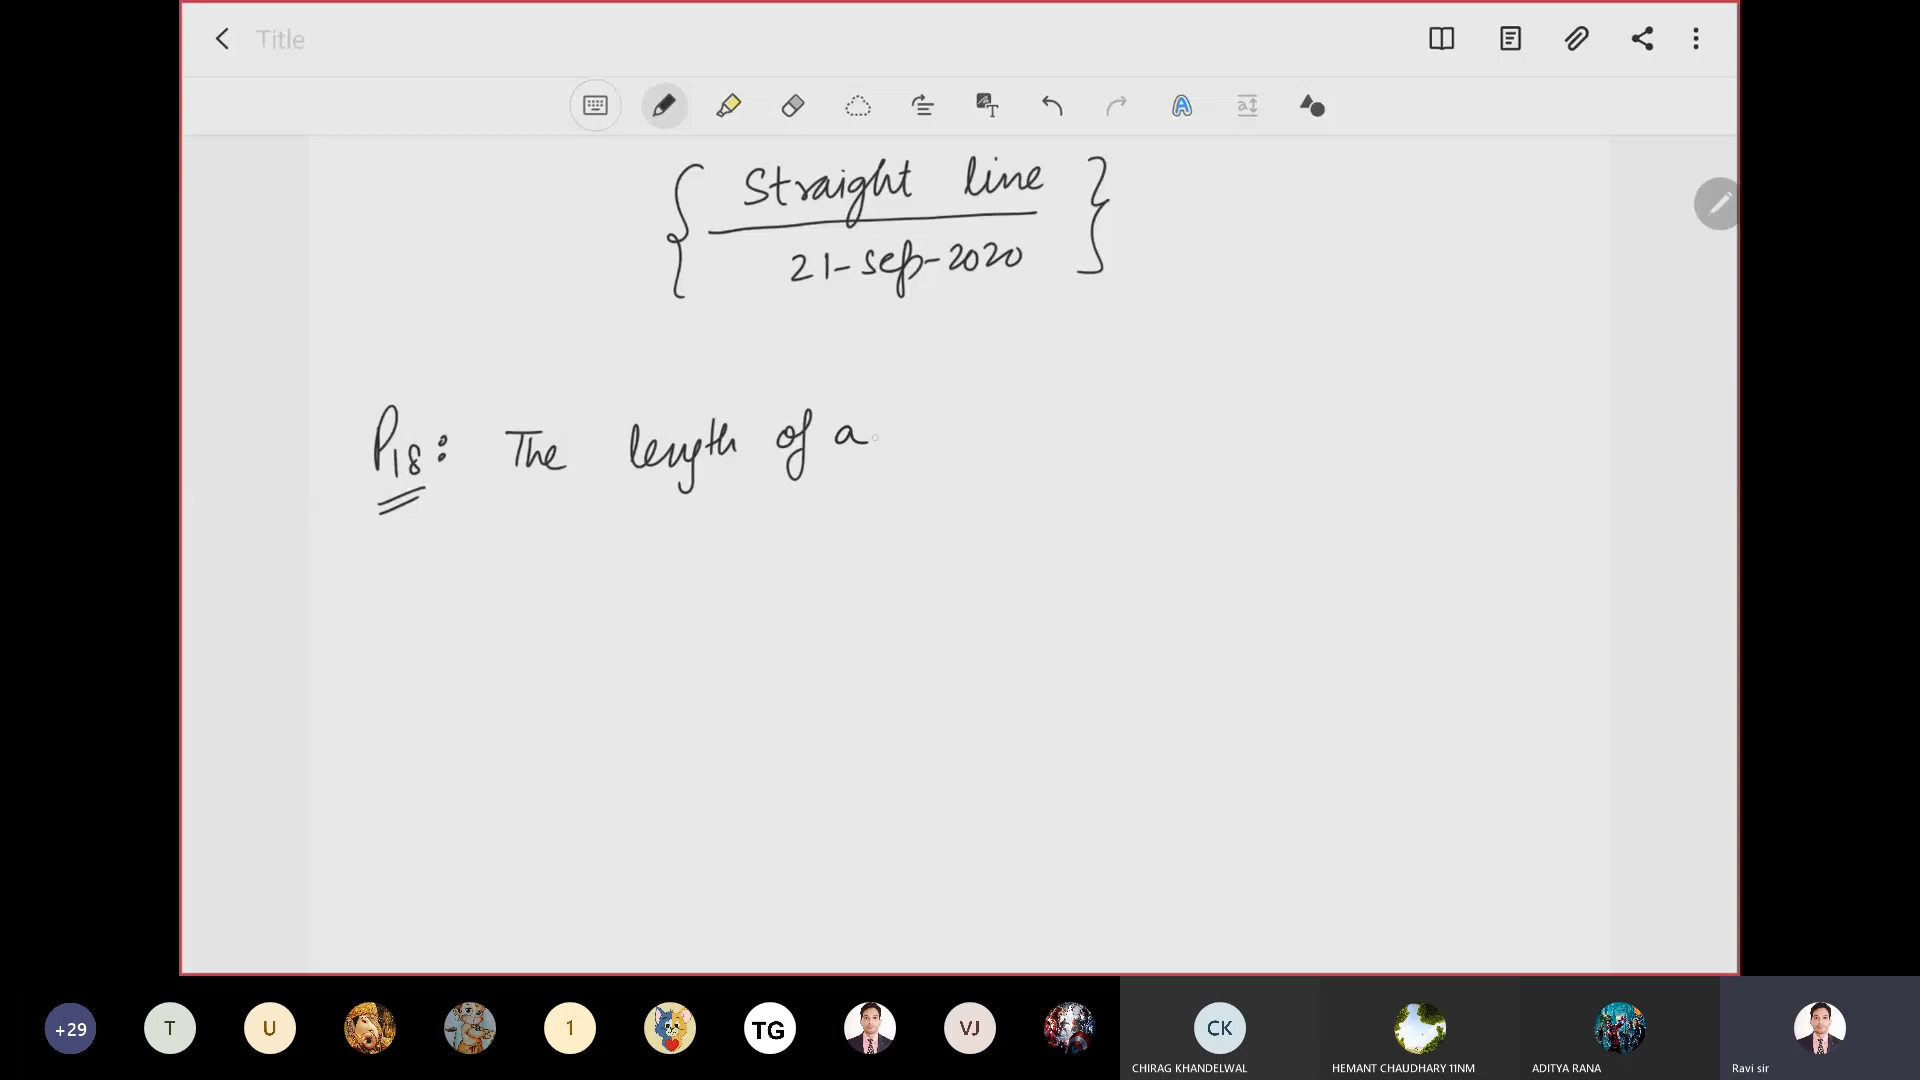 Title
Straight line
21-Sep-2020
P18: The length of a
+29
T
U
1
TG
VJ
CK
CHIRAG KHANDELWAL
HEMANT CHAUDHARY 11NM
ADITYA RANA
Ravi sir